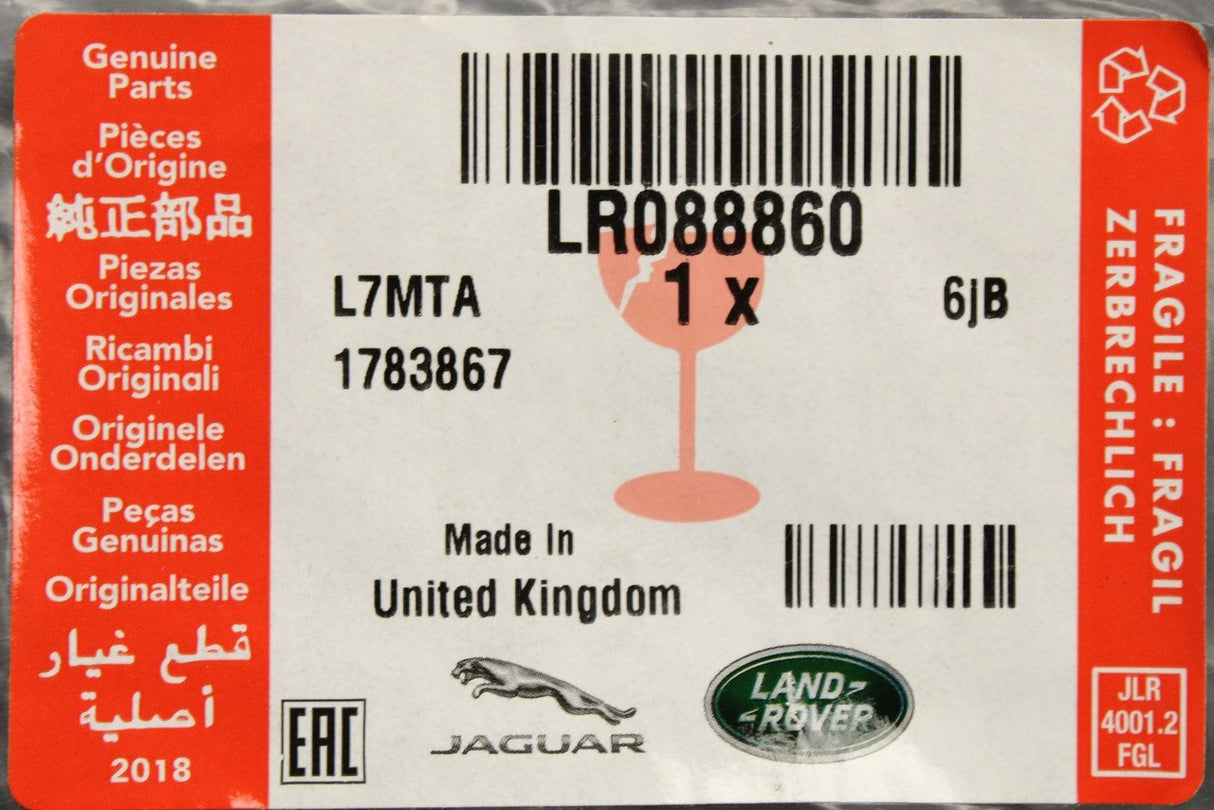 Genuine
Parts
Pièces
d'Origine
純正部品
Piezas
Originales
Ricambi
Originali
Originele
Onderdelen
Peças
Genuinas
Originalteile
قطع غيار
أصلية
2018
LR088860
1 x
L7MTA
6jB
1783867
Made In
United Kingdom
EAC
JAGUAR
LAND-
-ROVER
FRAGILE : FRAGIL
ZERBRECHLICH
JLR
4001.2
FGL